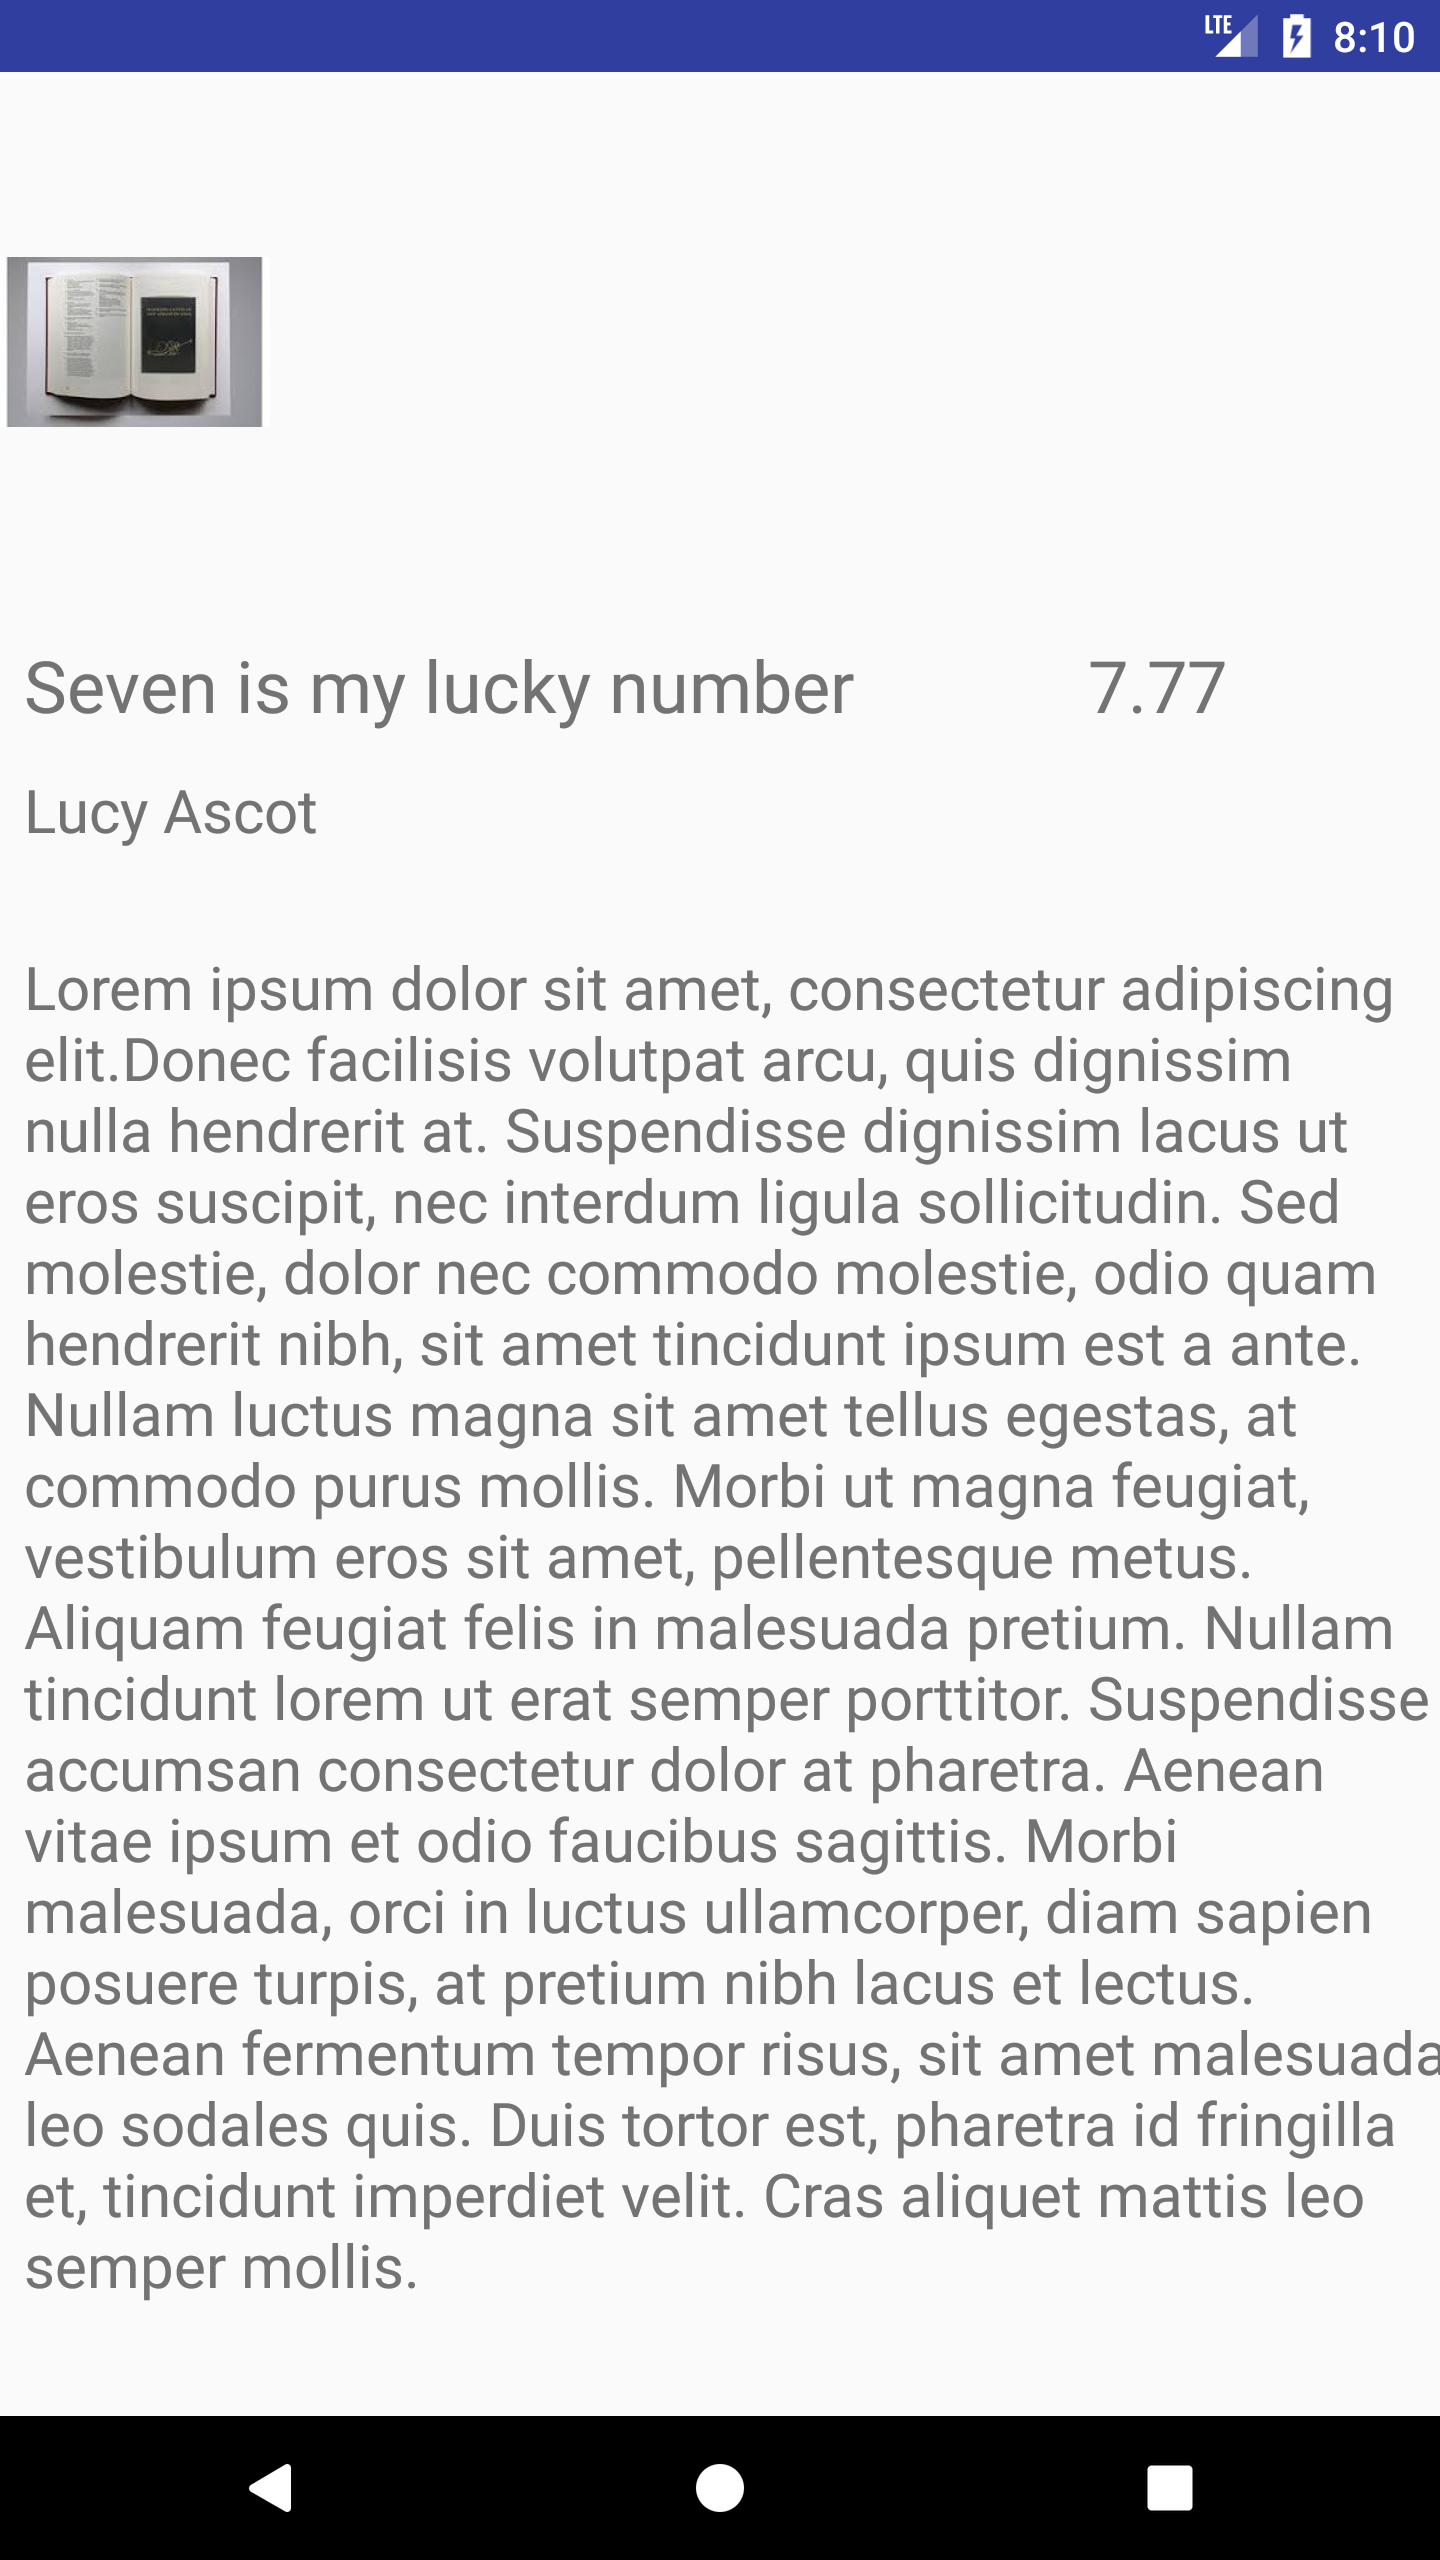 LTE 8:10
Seven is my lucky number 7.77
Lucy Ascot
Lorem ipsum dolor sit amet, consectetur adipiscing
elit.Donec facilisis volutpat arcu, quis dignissim
nulla hendrerit at. Suspendisse dignissim lacus ut
eros suscipit, nec interdum ligula sollicitudin. Sed
molestie, dolor nec commodo molestie, odio quam
hendrerit nibh, sit amet tincidunt ipsum est a ante.
Nullam luctus magna sit amet tellus egestas, at
commodo purus mollis. Morbi ut magna feugiat,
vestibulum eros sit amet, pellentesque metus.
Aliquam feugiat felis in malesuada pretium. Nullam
tincidunt lorem ut erat semper porttitor. Suspendisse
accumsan consectetur dolor at pharetra. Aenean
vitae ipsum et odio faucibus sagittis. Morbi
malesuada, orci in luctus ullamcorper, diam sapien
posuere turpis, at pretium nibh lacus et lectus.
Aenean fermentum tempor risus, sit amet malesuada
leo sodales quis. Duis tortor est, pharetra id fringilla
et, tincidunt imperdiet velit. Cras aliquet mattis leo
semper mollis.